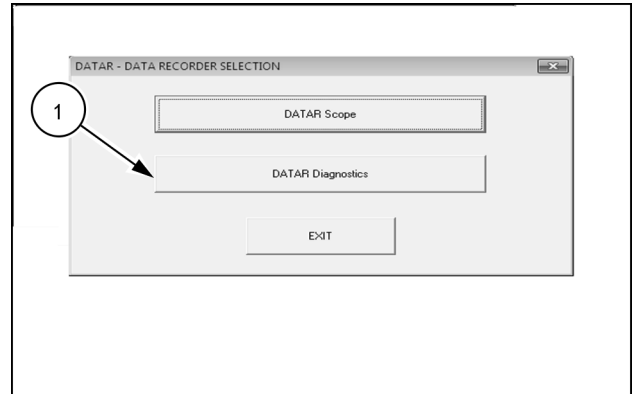 DATAR - DATA RECORDER SELECTION
1
DATAR Scope
DATAR Diagnostics
EXIT